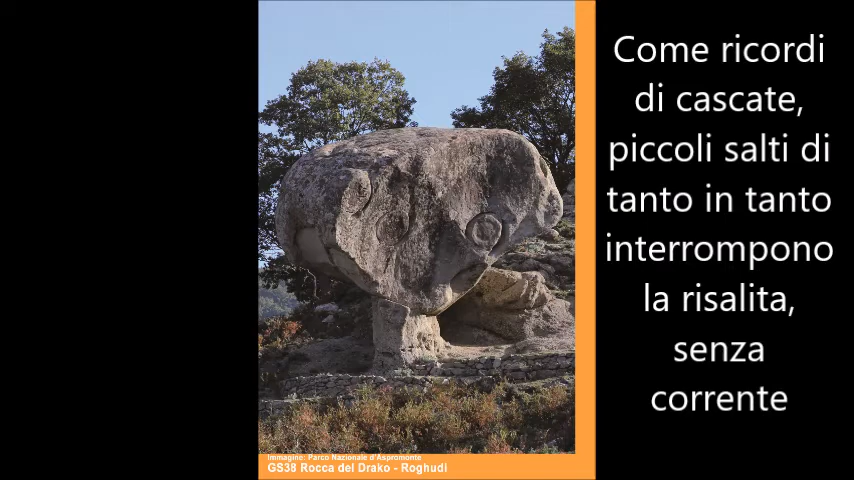 Come ricordi
di cascate,
piccoli salti di
tanto in tanto
interrompono
la risalita,
senza
corrente
Immagine: Parco Nazionale d'Aspromonte
GS38 Rocca del Drako - Roghudi